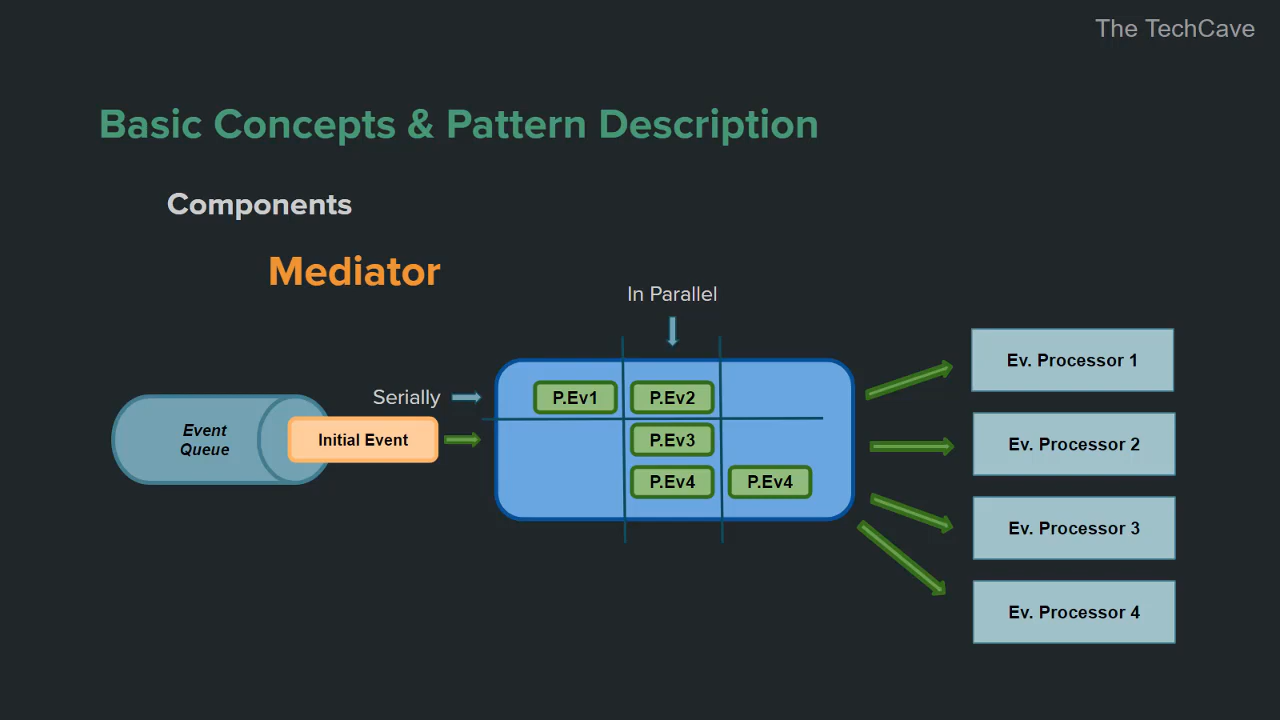 The TechCave
Basic Concepts & Pattern Description
Components
Mediator
In Parallel
Serially
Event
Queue
Initial Event
P.Ev1
P.Ev2
P.Ev3
P.Ev4
P.Ev4
Ev. Processor 1
Ev. Processor 2
Ev. Processor 3
Ev. Processor 4